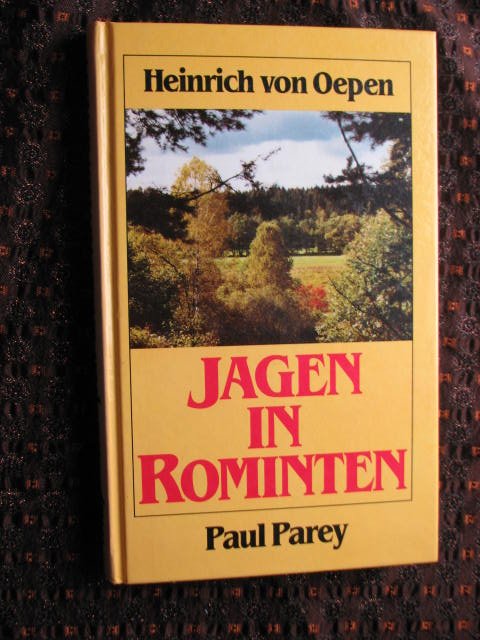 Heinrich von Oepen
JAGEN
IN
ROMINTEN
Paul Parey